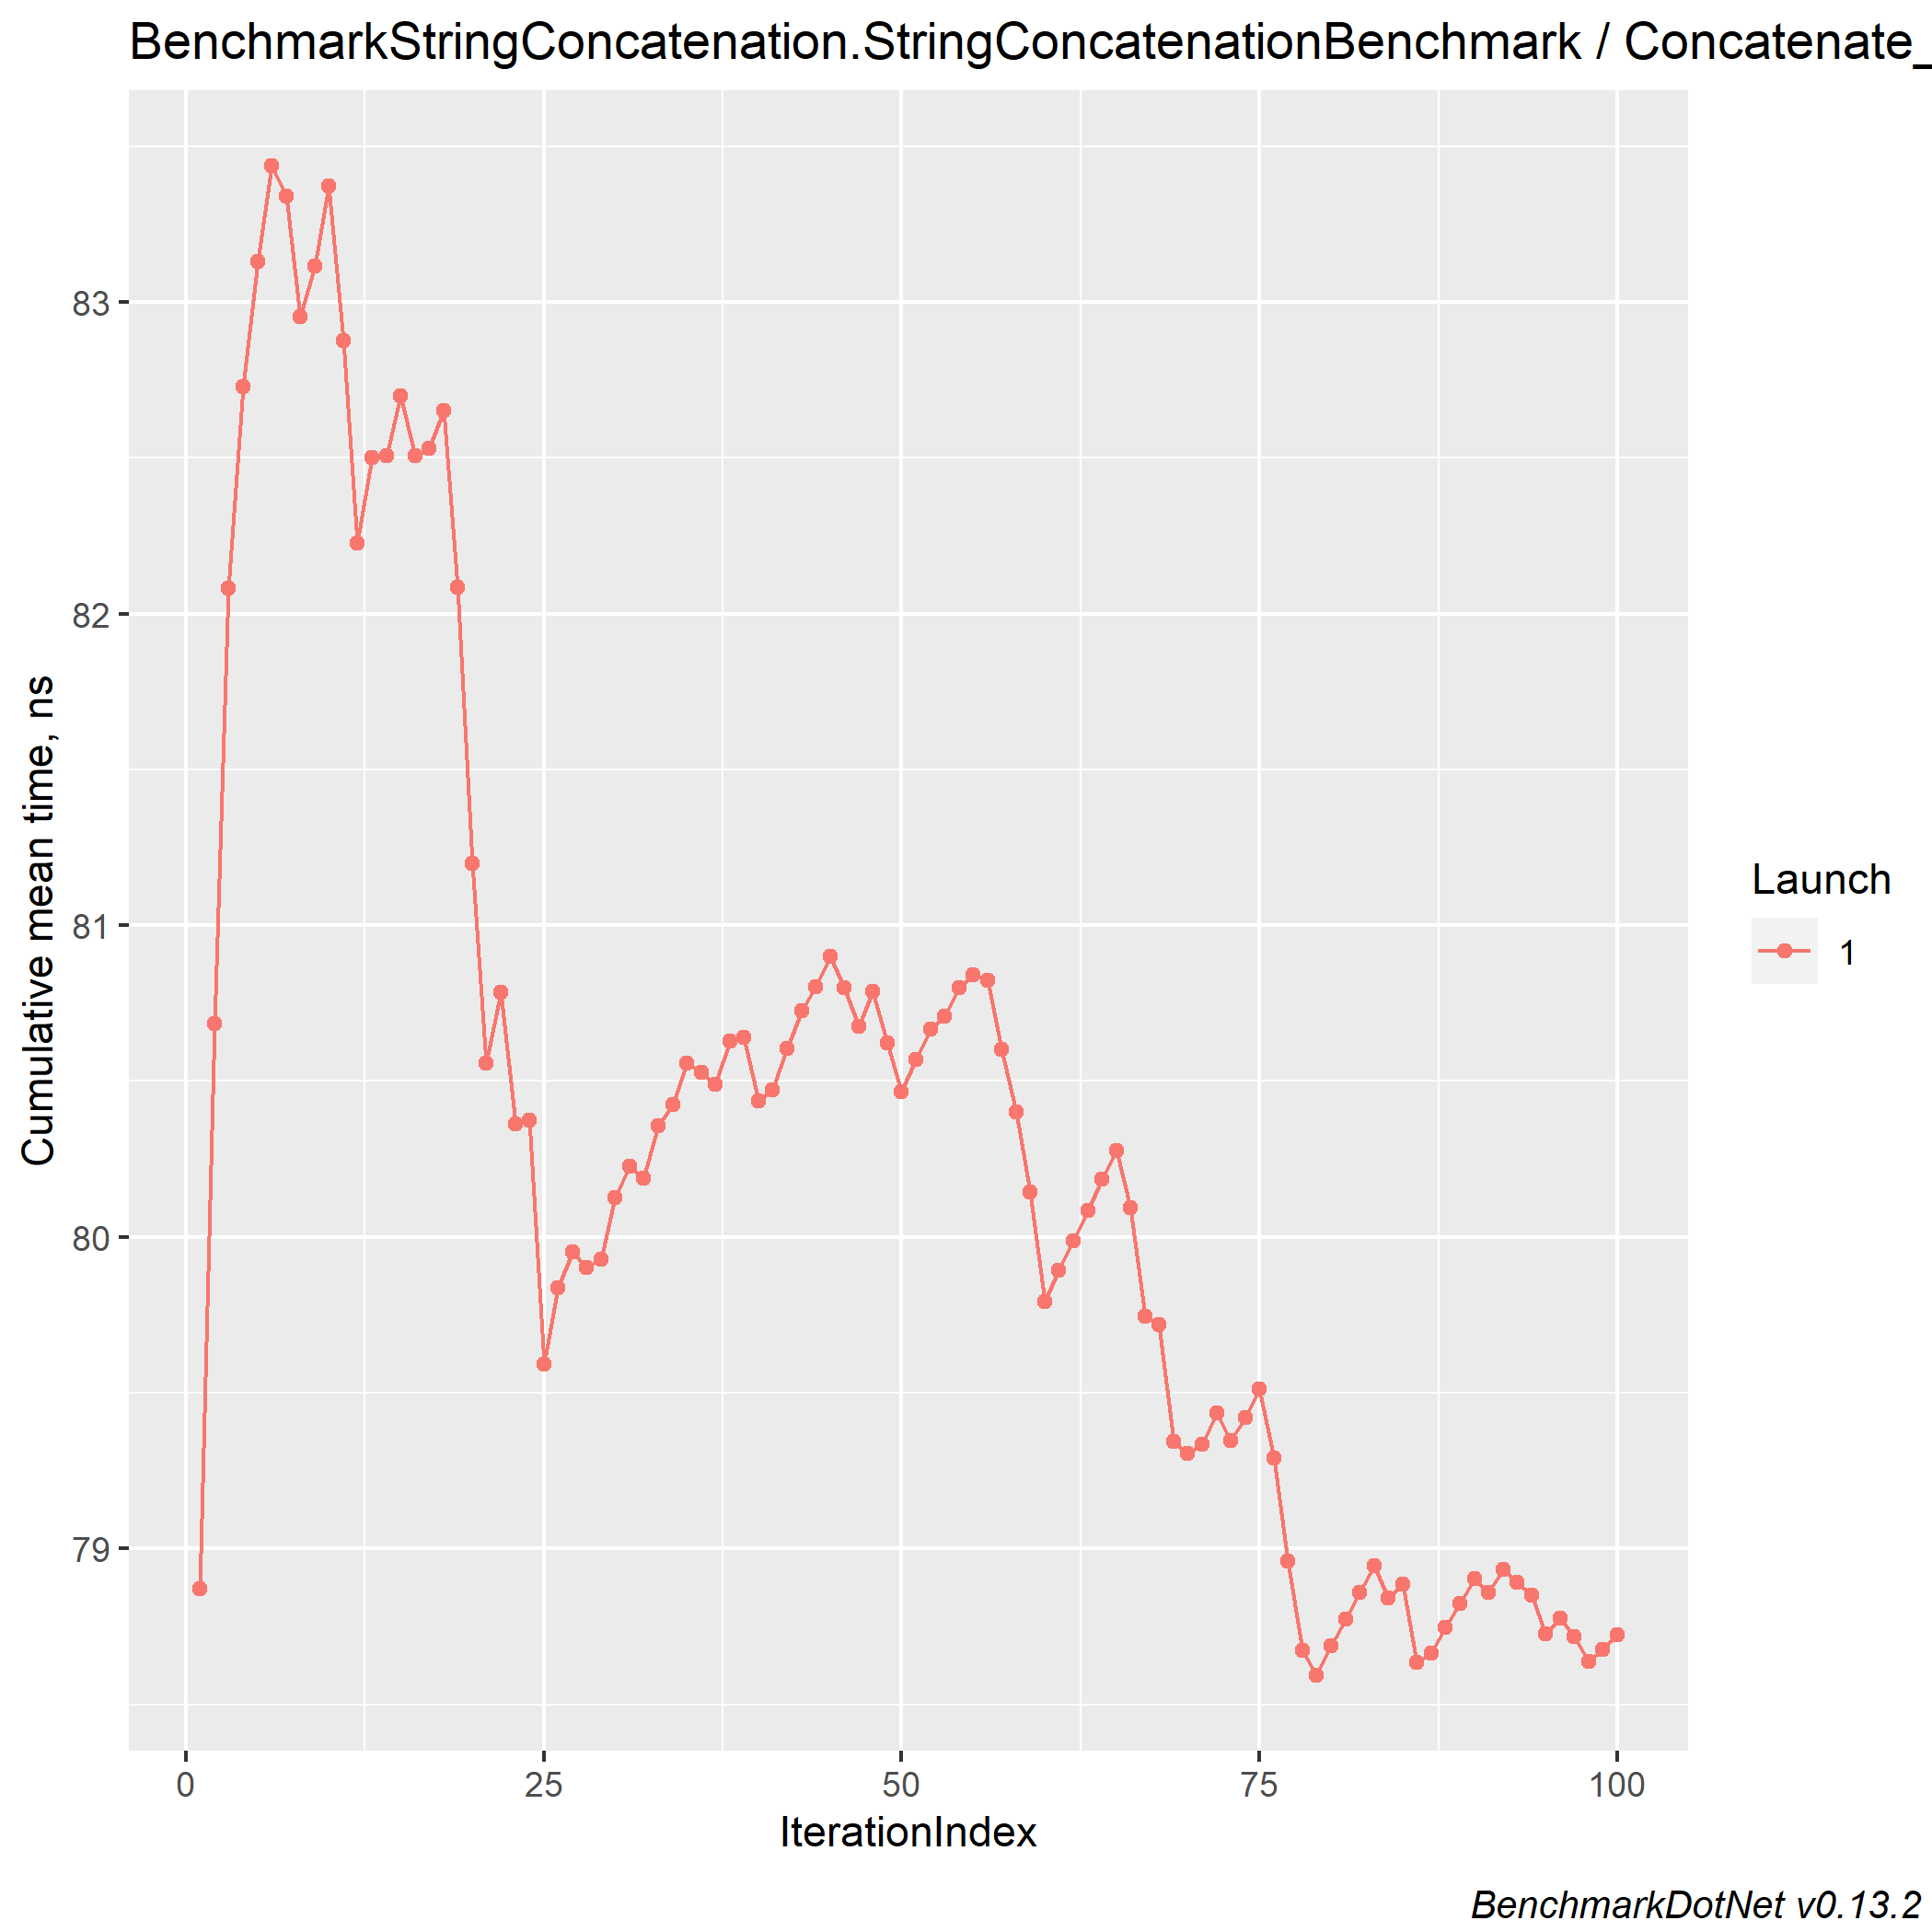 BenchmarkStringConcatenation.StringConcatenationBenchmark / Concatenate_
Cumulative mean time, ns
83
82
81
80
79
0 25 50 75 100
IterationIndex
Launch
1
BenchmarkDotNet v0.13.2